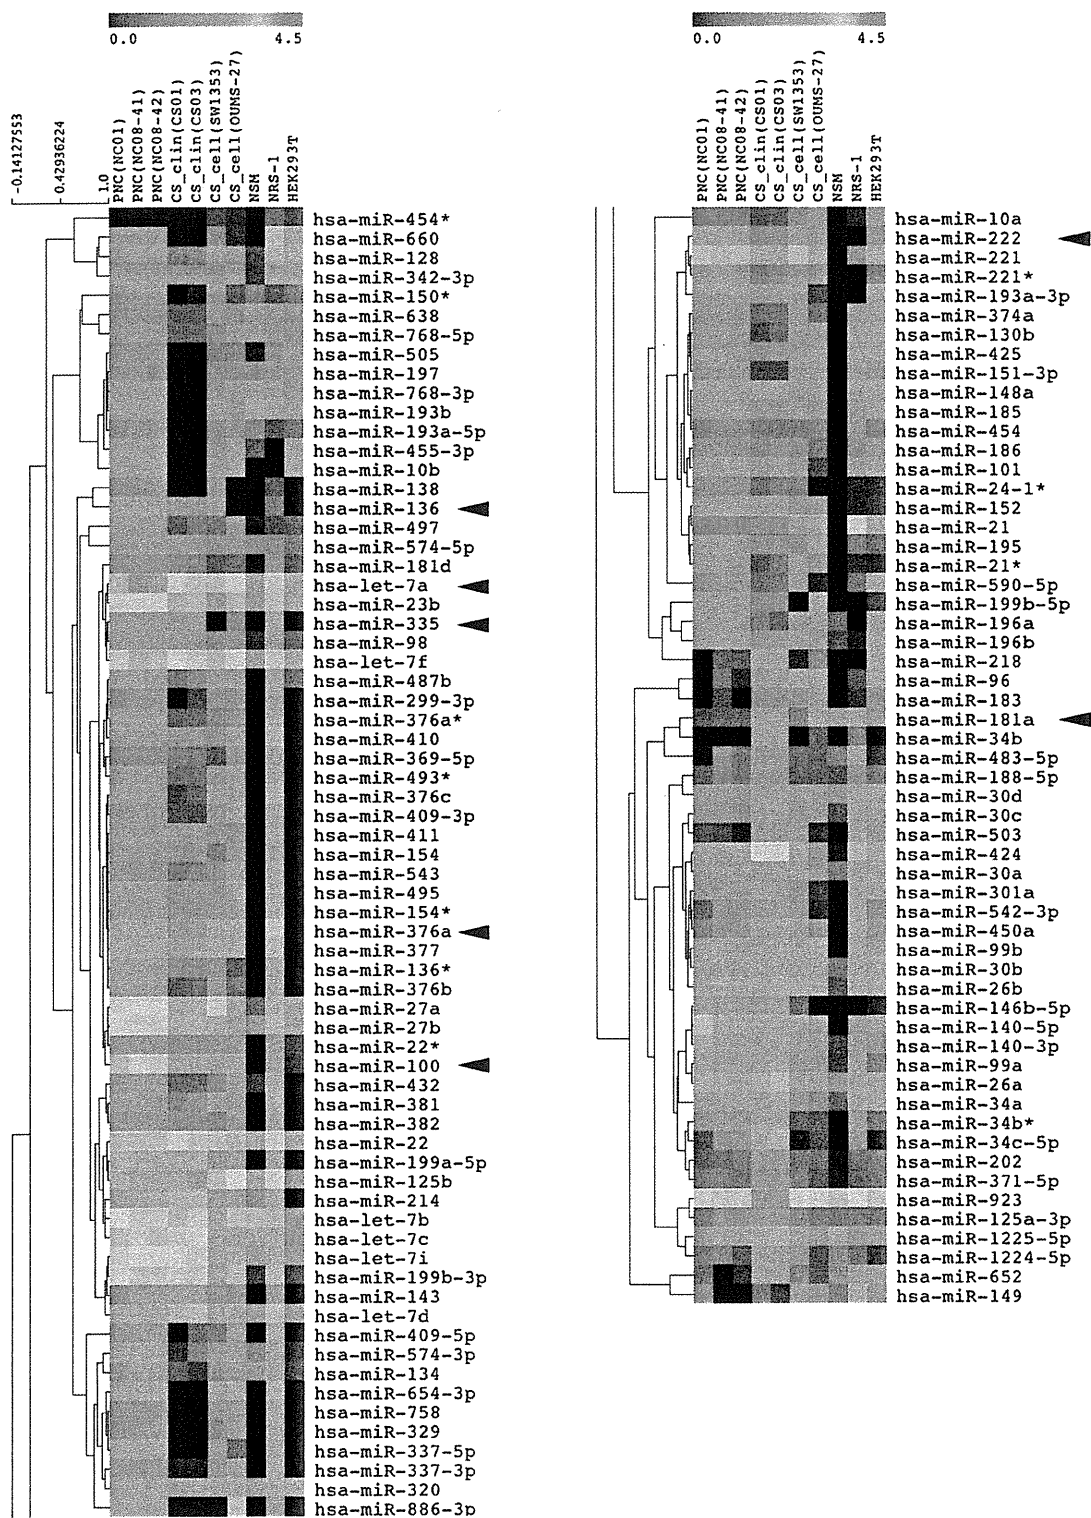 0.0 4.5
-0.14127553
0.42936224
1.0
PNC(NC01)
PNC(NC08-41)
PNC(NC08-42)
CS_clin(CS01)
CS_clin(CS03)
CS_cell(SW1353)
CS_cell(OUMS-27)
NSM
NRS-1
HEK293T
hsa-miR-454*
hsa-miR-660
hsa-miR-128
hsa-miR-342-3p
hsa-miR-150*
hsa-miR-638
hsa-miR-768-5p
hsa-miR-505
hsa-miR-197
hsa-miR-768-3p
hsa-miR-193b
hsa-miR-193a-5p
hsa-miR-455-3p
hsa-miR-10b
hsa-miR-138
hsa-miR-136
hsa-miR-497
hsa-miR-574-5p
hsa-miR-181d
hsa-let-7a
hsa-miR-23b
hsa-miR-335
hsa-miR-98
hsa-let-7f
hsa-miR-487b
hsa-miR-299-3p
hsa-miR-376a*
hsa-miR-410
hsa-miR-369-5p
hsa-miR-493*
hsa-miR-376c
hsa-miR-409-3p
hsa-miR-411
hsa-miR-154
hsa-miR-543
hsa-miR-495
hsa-miR-154*
hsa-miR-376a
hsa-miR-377
hsa-miR-136*
hsa-miR-376b
hsa-miR-27a
hsa-miR-27b
hsa-miR-22*
hsa-miR-100
hsa-miR-432
hsa-miR-381
hsa-miR-382
hsa-miR-22
hsa-miR-199a-5p
hsa-miR-125b
hsa-miR-214
hsa-let-7b
hsa-let-7c
hsa-let-7i
hsa-miR-199b-3p
hsa-miR-143
hsa-let-7d
hsa-miR-409-5p
hsa-miR-574-3p
hsa-miR-134
hsa-miR-654-3p
hsa-miR-758
hsa-miR-329
hsa-miR-337-5p
hsa-miR-337-3p
hsa-miR-320
hsa-miR-886-3p
0.0 4.5
PNC(NC01)
PNC(NC08-41)
PNC(NC08-42)
CS_clin(CS01)
CS_clin(CS03)
CS_cell(SW1353)
CS_cell(OUMS-27)
NSM
NRS-1
HEK293T
hsa-miR-10a
hsa-miR-222
hsa-miR-221
hsa-miR-221*
hsa-miR-193a-3p
hsa-miR-374a
hsa-miR-130b
hsa-miR-425
hsa-miR-151-3p
hsa-miR-148a
hsa-miR-185
hsa-miR-454
hsa-miR-186
hsa-miR-101
hsa-miR-24-1*
hsa-miR-152
hsa-miR-21
hsa-miR-195
hsa-miR-21*
hsa-miR-590-5p
hsa-miR-199b-5p
hsa-miR-196a
hsa-miR-196b
hsa-miR-218
hsa-miR-96
hsa-miR-183
hsa-miR-181a
hsa-miR-34b
hsa-miR-483-5p
hsa-miR-188-5p
hsa-miR-30d
hsa-miR-30c
hsa-miR-503
hsa-miR-424
hsa-miR-30a
hsa-miR-301a
hsa-miR-542-3p
hsa-miR-450a
hsa-miR-99b
hsa-miR-30b
hsa-miR-26b
hsa-miR-146b-5p
hsa-miR-140-5p
hsa-miR-140-3p
hsa-miR-99a
hsa-miR-26a
hsa-miR-34a
hsa-miR-34b*
hsa-miR-34c-5p
hsa-miR-202
hsa-miR-371-5p
hsa-miR-923
hsa-miR-125a-3p
hsa-miR-1225-5p
hsa-miR-1224-5p
hsa-miR-652
hsa-miR-149